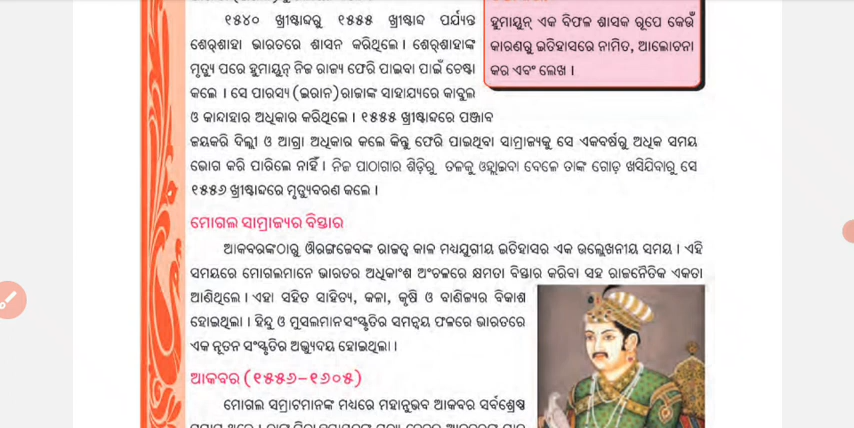 ୧୫୪୦ ଖ୍ରୀଷ୍ଟାବ୍ଦରୁ ୧୫୫୫ ଖ୍ରୀଷ୍ଟାବ୍ଦ ପର୍ଯ୍ୟନ୍ତ
ଶେର୍‌ଶାହା ଭାରତରେ ଶାସନ କରିଥିଲେ। ଶେର୍‌ଶାହାଙ୍କ
ମୃତ୍ୟୁ ପରେ ହୁମାୟୁନ୍ ନିଜ ରାଜ୍ୟ ଫେରି ପାଇବା ପାଇଁ ଚେଷ୍ଟା
କଲେ । ସେ ପାରସ୍ୟ (ଇରାନ) ରାଜାଙ୍କ ସାହାଯ୍ୟରେ କାବୁଲ
ଓ କାନ୍ଦାହାର ଅଧିକାର କରିଥିଲେ । ୧୫୫୫ ଖ୍ରୀଷ୍ଟାବ୍ଦରେ ପଞ୍ଜାବ
ଜୟକରି ଦିଲ୍ଲୀ ଓ ଆଗ୍ରା ଅଧିକାର କଲେ କିନ୍ତୁ ଫେରି ପାଇଥିବା ସାମ୍ରାଜ୍ୟକୁ ସେ ଏକବର୍ଷରୁ ଅଧିକ ସମୟ
ଭୋଗ କରି ପାରିଲେ ନାହିଁ । ନିଜ ପାଠାଗାର ଶିଡ଼ିରୁ ତଳକୁ ଓହ୍ଲାଇବା ବେଳେ ତାଙ୍କ ଗୋଡ଼ ଖସିଯିବାରୁ ସେ
୧୫୫୬ ଖ୍ରୀଷ୍ଟାବ୍ଦରେ ମୃତ୍ୟୁବରଣ କଲେ ।
ହୁମାୟୁନ୍ ଏକ ବିଫଳ ଶାସକ ରୂପେ କେଉଁ
କାରଣରୁ ଇତିହାସରେ ନାମିତ, ଆଲୋଚନା
କର ଏବଂ ଲେଖ ।
ମୋଗଲ ସାମ୍ରାଜ୍ୟର ବିସ୍ତାର
ଆକବରଙ୍କଠାରୁ ଔରଙ୍ଗଜେବଙ୍କ ରାଜତ୍ୱ କାଳ ମଧ୍ୟଯୁଗୀୟ ଇତିହାସର ଏକ ଉଲ୍ଲେଖନୀୟ ସମୟ । ଏହି
ସମୟରେ ମୋଗଲମାନେ ଭାରତର ଅଧିକାଂଶ ଅଂଚଳରେ କ୍ଷମତା ବିସ୍ତାର କରିବା ସହ ରାଜନୈତିକ ଏକତା
ଆଣିଥିଲେ । ଏହା ସହିତ ସାହିତ୍ୟ, କଳା, କୃଷି ଓ ବାଣିଜ୍ୟର ବିକାଶ
ହୋଇଥିଲା । ହିନ୍ଦୁ ଓ ମୁସଲମାନ ସଂସ୍କୃତିର ସମନ୍ୱୟ ଫଳରେ ଭାରତରେ
ଏକ ନୂତନ ସଂସ୍କୃତିର ଅଭ୍ୟୁଦୟ ହୋଇଥିଲା ।
ଆକବର (୧୫୫୬–୧୬୦୫)
ମୋଗଲ ସମ୍ରାଟମାନଙ୍କ ମଧ୍ୟରେ ମହାନୁଭବ ଆକବର ସର୍ବଶ୍ରେଷ୍ଠ